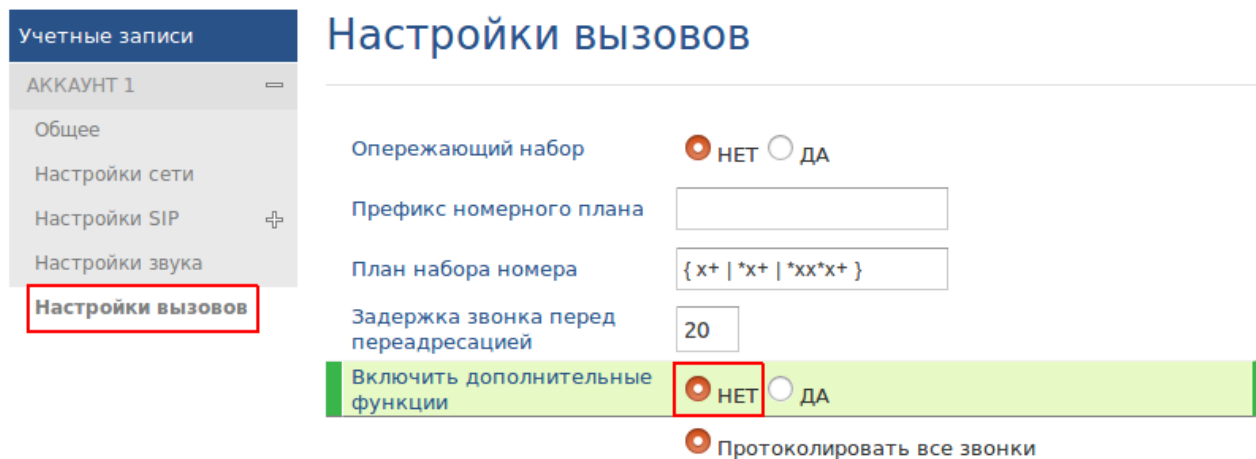 Учетные записи
АККАУНТ 1
Общее
Настройки сети
Настройки SIP
Настройки звука
Настройки вызовов
Настройки вызовов
Опережающий набор
НЕТ ДА
Префикс номерного плана
План набора номера
{ x+ | *x+ | *xx*x+ }
Задержка звонка перед
переадресацией
20
Включить дополнительные
функции
НЕТ ДА
Протоколировать все звонки